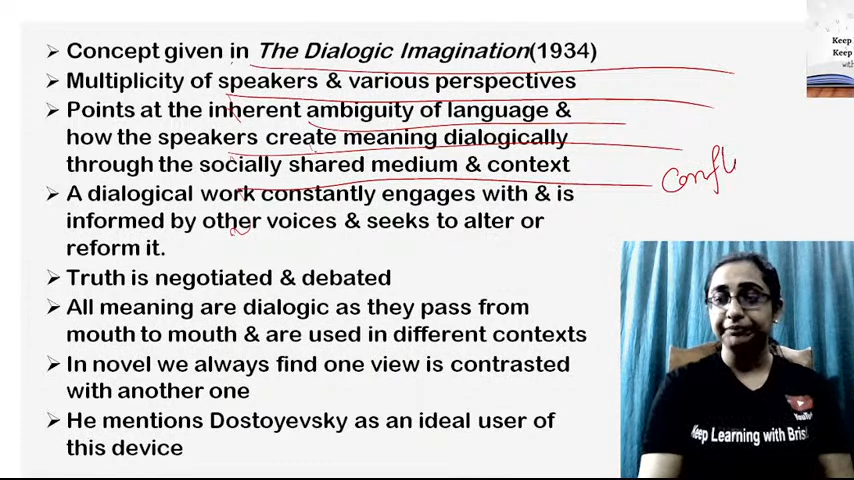 ➢ Concept given in The Dialogic Imagination(1934)
➢ Multiplicity of speakers & various perspectives
➢ Points at the inherent ambiguity of language &
how the speakers create meaning dialogically
through the socially shared medium & context
➢ A dialogical work constantly engages with & is
informed by other voices & seeks to alter or
reform it.
➢ Truth is negotiated & debated
➢ All meaning are dialogic as they pass from
mouth to mouth & are used in different contexts
➢ In novel we always find one view is contrasted
with another one
➢ He mentions Dostoyevsky as an ideal user of
this device
Keep
Keep
with
Confl
YouTu
Keep Learning with Bris